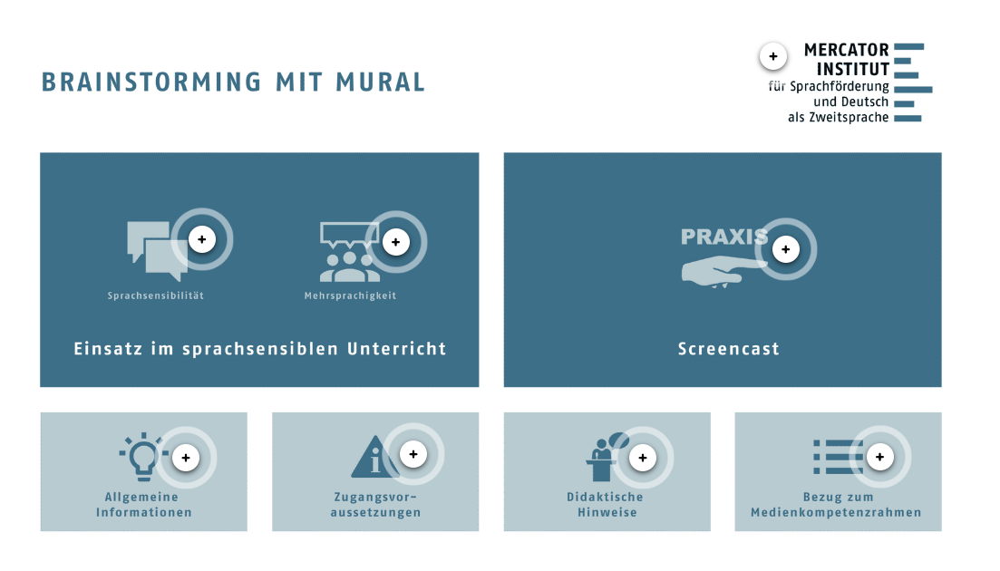 BRAINSTORMING MIT MURAL
MERCATOR
INSTITUT
für Sprachförderung
und Deutsch
als Zweitsprache
Sprachsensibilität
Mehrsprachigkeit
Einsatz im sprachsensiblen Unterricht
PRAXIS
Screencast
Allgemeine
Informationen
Zugangsvor-
aussetzungen
Didaktische
Hinweise
Bezug zum
Medienkompetenzrahmen